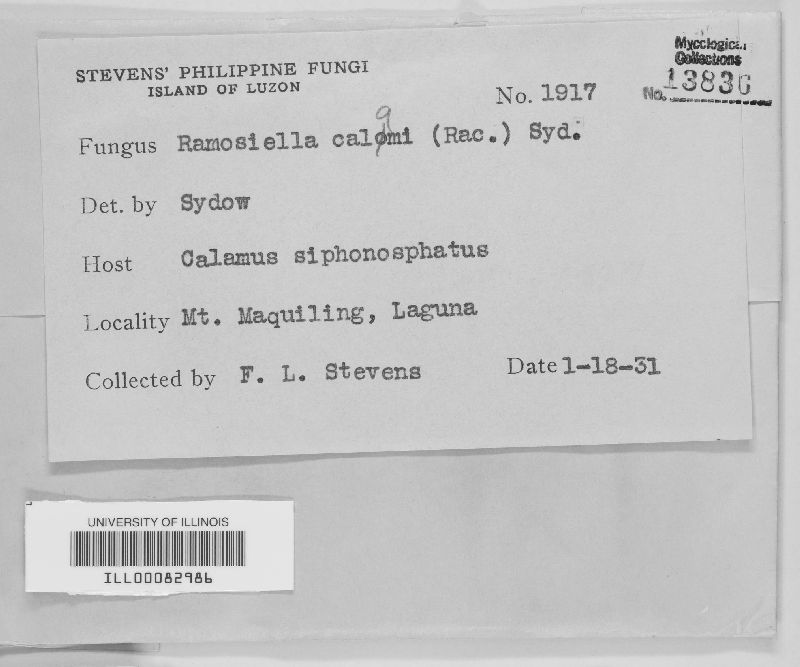 STEVENS' PHILIPPINE FUNGI
ISLAND OF LUZON
No. 1917
Mycological
Collections
No. 13836
Fungus Ramosiella calami (Rac.) Syd.
Det. by Sydow
Host Calamus siphonosphatus
Locality Mt. Maquiling, Laguna
Collected by F. L. Stevens
Date 1-18-31
UNIVERSITY OF ILLINOIS
ILL00082986